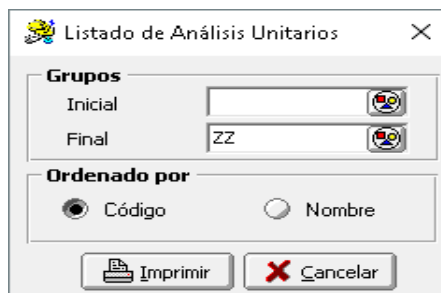 Listado de Análisis Unitarios
Grupos
Inicial
Final ZZ
Ordenado por
Código Nombre
Imprimir Cancelar